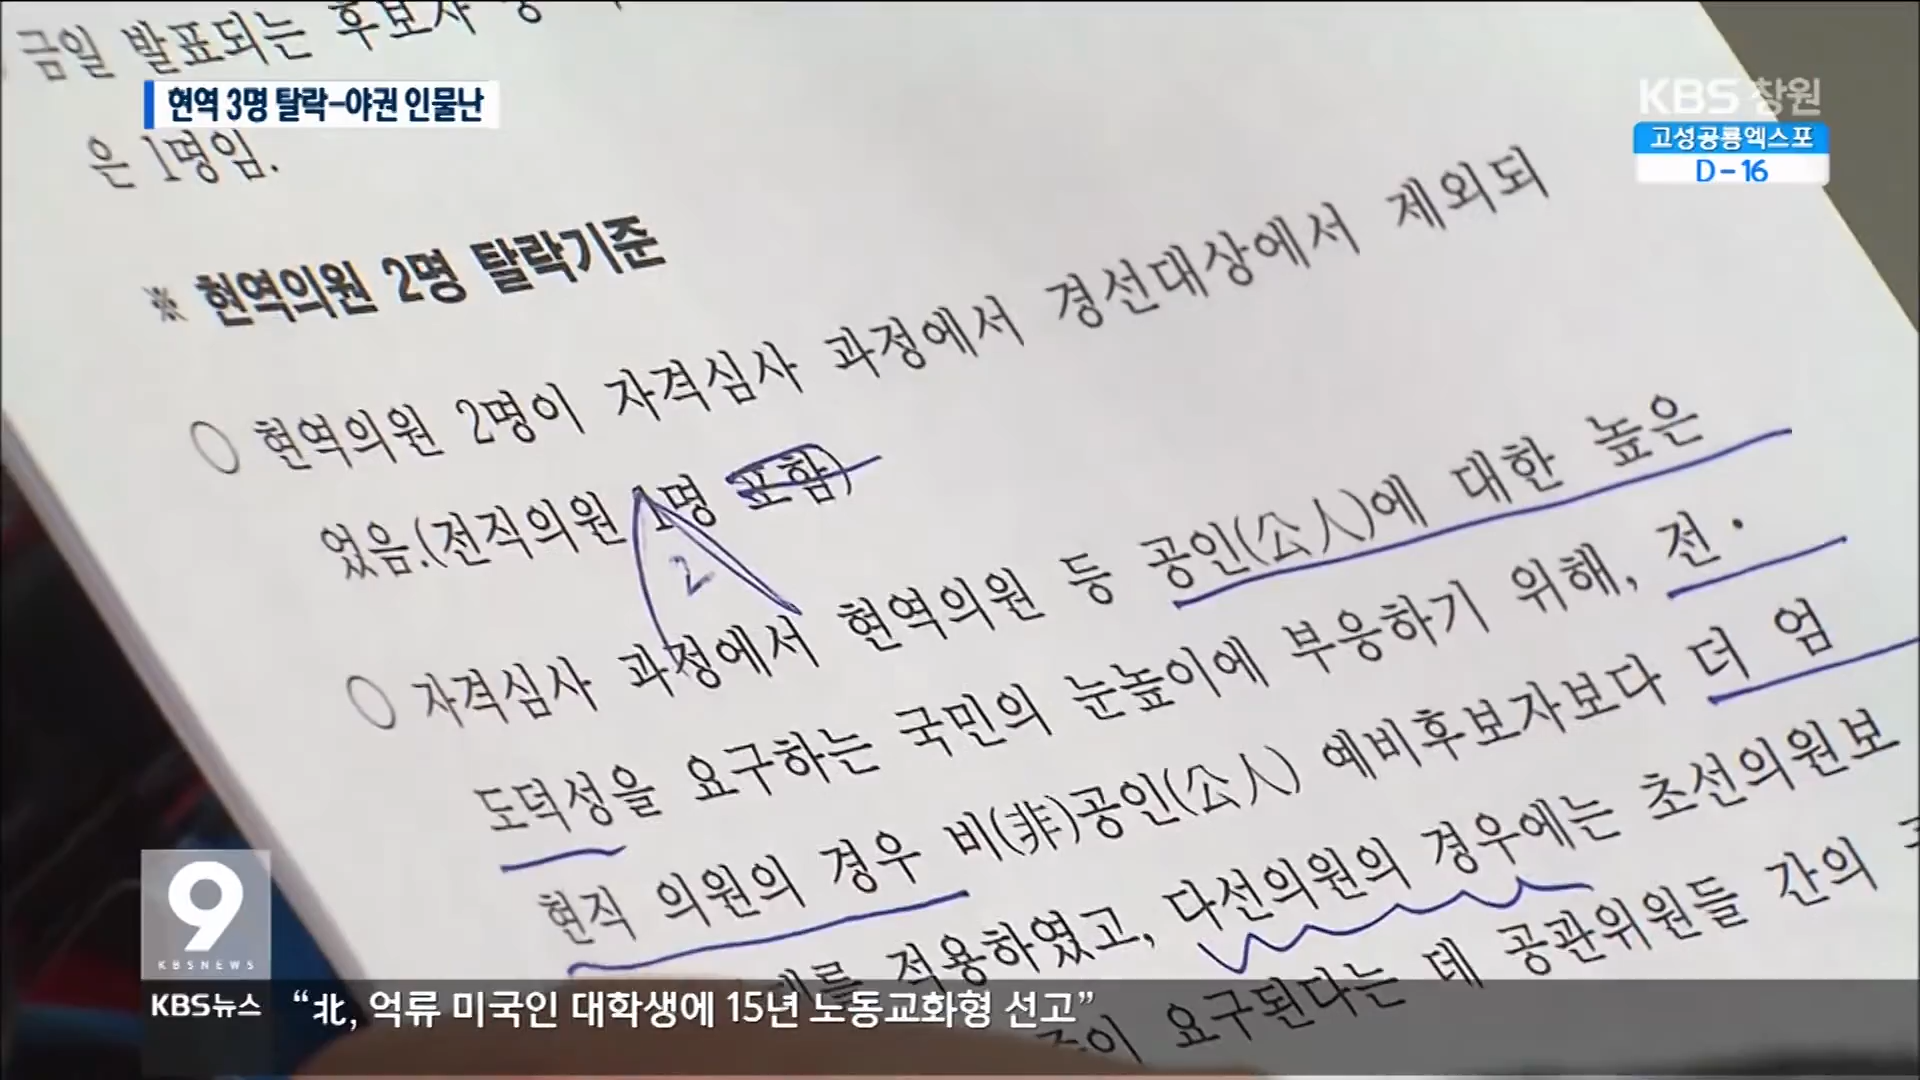 금일 발표되는 후보자 중
현역 3명 탈락-야권 인물난
KBS 창원
고성공룡엑스포
D-16
은 1명임.
※ 현역의원 2명 탈락기준
○ 현역의원 2명이 자격심사 과정에서 경선대상에서 제외되
었음.(전직의원 1명 포함)
2
○ 자격심사 과정에서 현역의원 등 공인(公人)에 대한 높은
도덕성을 요구하는 국민의 눈높이에 부응하기 위해, 전·
현직 의원의 경우 비(非)공인(公人) 예비후보자보다 더 엄
를 적용하였고, 다선의원의 경우에는 초선의원보
이 요구된다는 데 공관위원들 간의
9
KBSNEWS
KBS뉴스 “北, 억류 미국인 대학생에 15년 노동교화형 선고”